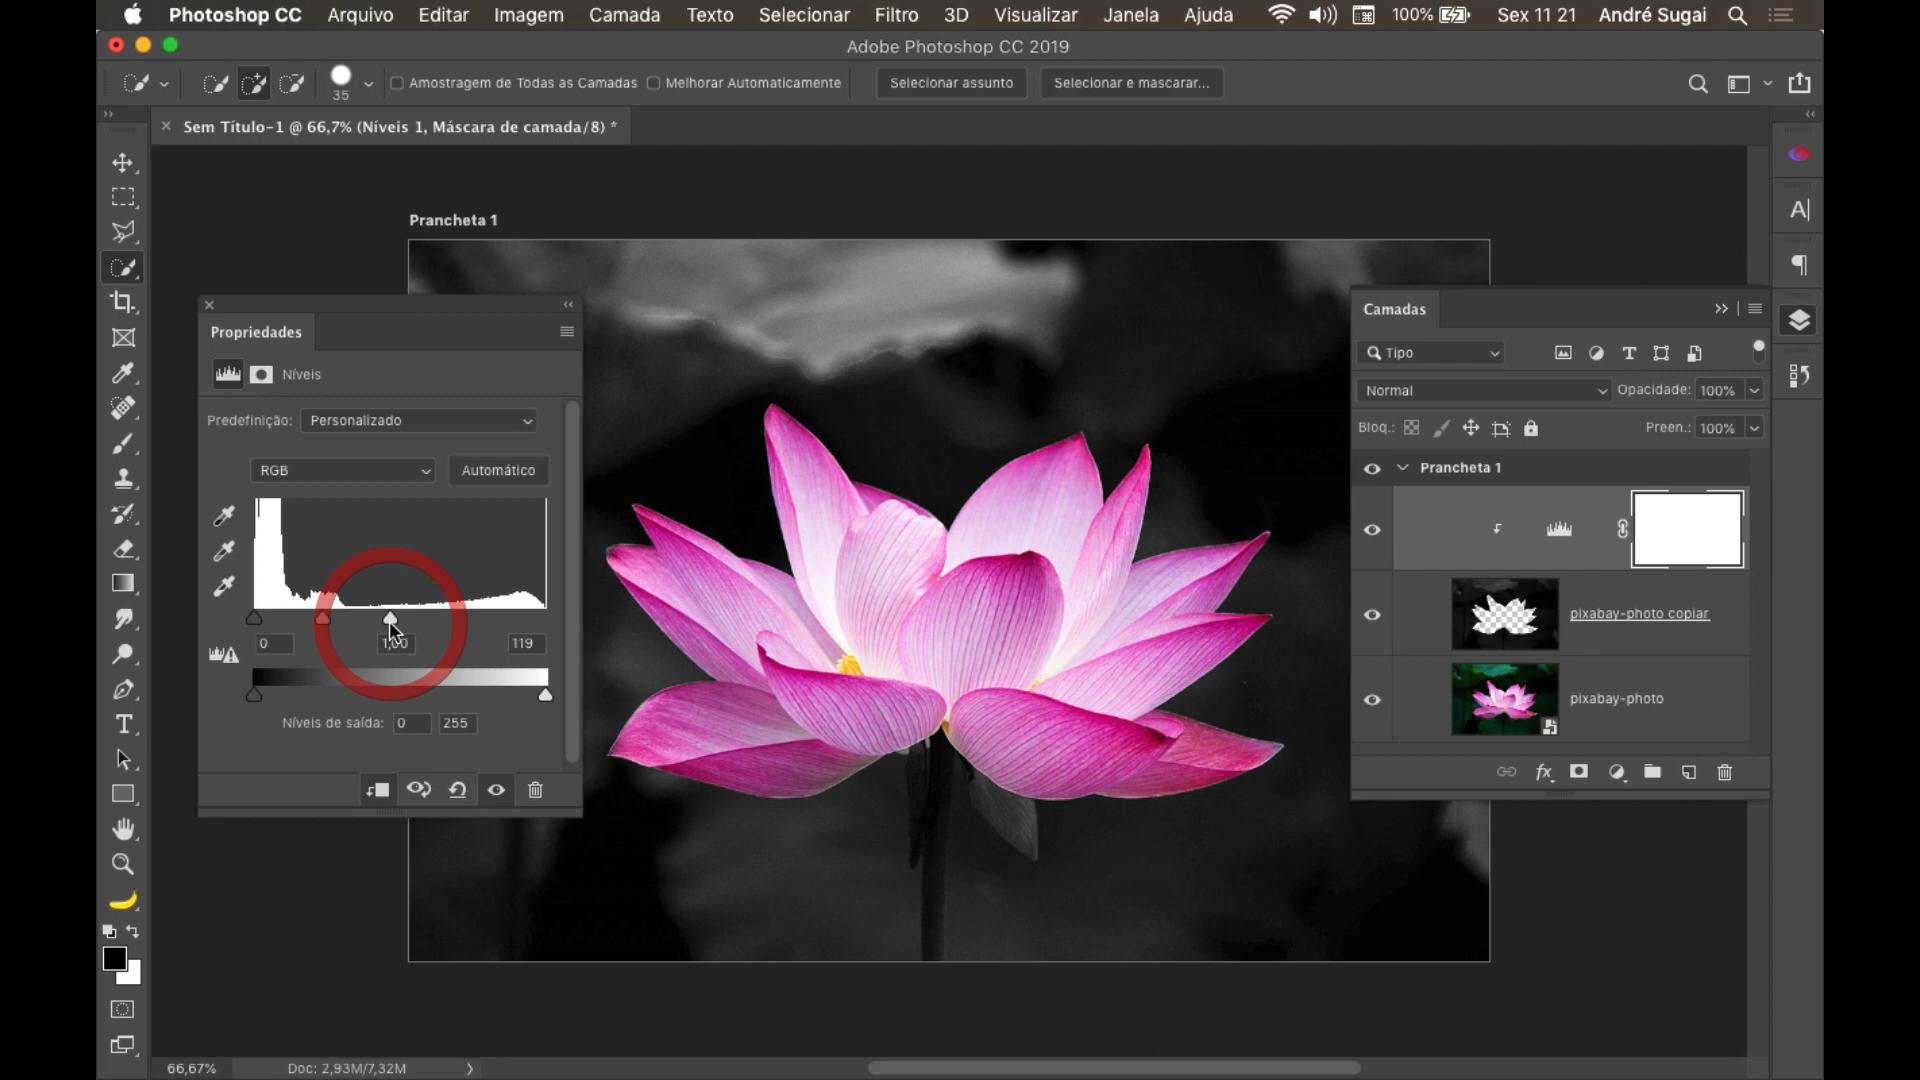 Photoshop CC Arquivo Editar Imagem Camada Texto Selecionar Filtro 3D Visualizar Janela Ajuda 100% Sex 11 21 André Sugai
Adobe Photoshop CC 2019
35 Amostragem de Todas as Camadas Melhorar Automaticamente Selecionar assunto Selecionar e mascarar...
Sem Título-1 @ 66,7% (Níveis 1, Máscara de camada/8) *
Prancheta 1
Propriedades
Níveis
Predefinição: Personalizado
RGB Automático
0 119
Níveis de saída: 0 255
Camadas
Tipo
Normal Opacidade: 100%
Bloq.: Preen.: 100%
Prancheta 1
pixabay-photo copiar
pixabay-photo
66,67% Doc: 2,93M/7,32M